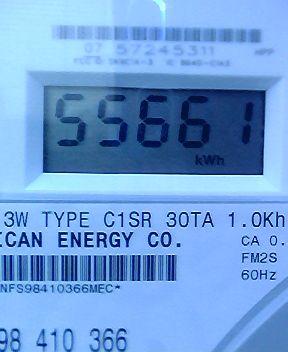 07 57245311
55661
kWh
3W TYPE C1SR 30TA 1.0Kh
ICAN ENERGY CO.
CA 0.
FM2S
60Hz
NFS98410366MEC*
98 410 366